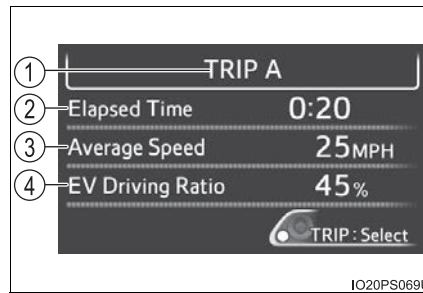 ① TRIP A
② Elapsed Time 0:20
③ Average Speed 25MPH
④ EV Driving Ratio 45%
TRIP:Select
IO20PS069U